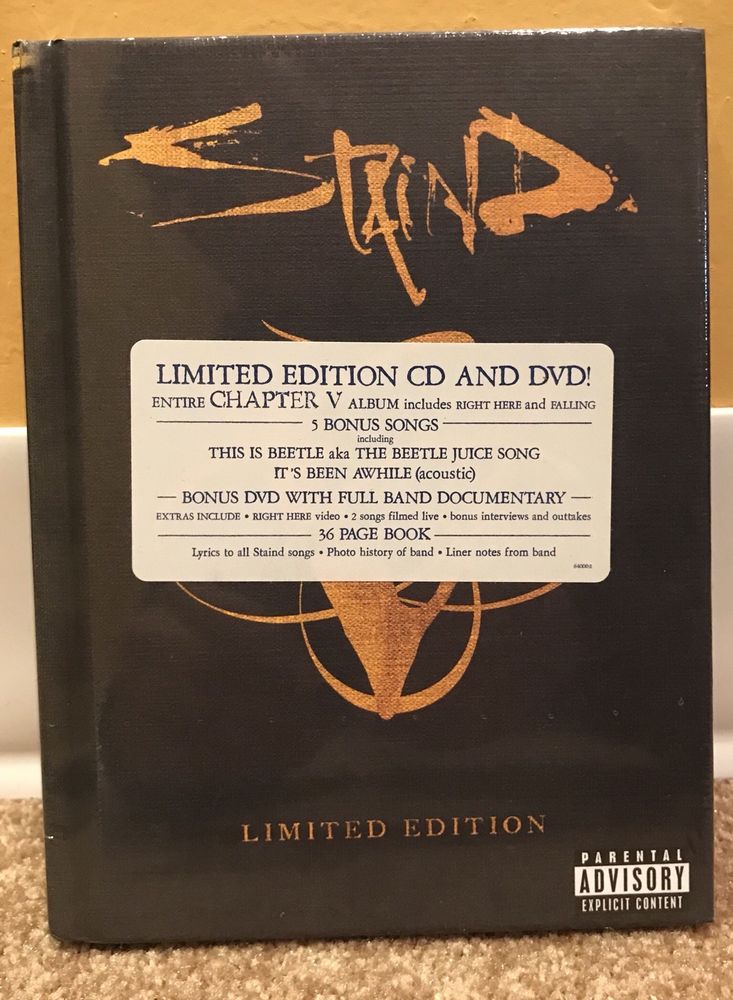 STAIND
LIMITED EDITION CD AND DVD!
ENTIRE CHAPTER V ALBUM includes RIGHT HERE and FALLING
5 BONUS SONGS
including
THIS IS BEETLE aka THE BEETLE JUICE SONG
IT'S BEEN AWHILE (acoustic)
BONUS DVD WITH FULL BAND DOCUMENTARY
EXTRAS INCLUDE • RIGHT HERE video • 2 songs filmed live • bonus interviews and outtakes
36 PAGE BOOK
Lyrics to all Staind songs • Photo history of band • Liner notes from band
LIMITED EDITION
PARENTAL
ADVISORY
EXPLICIT CONTENT